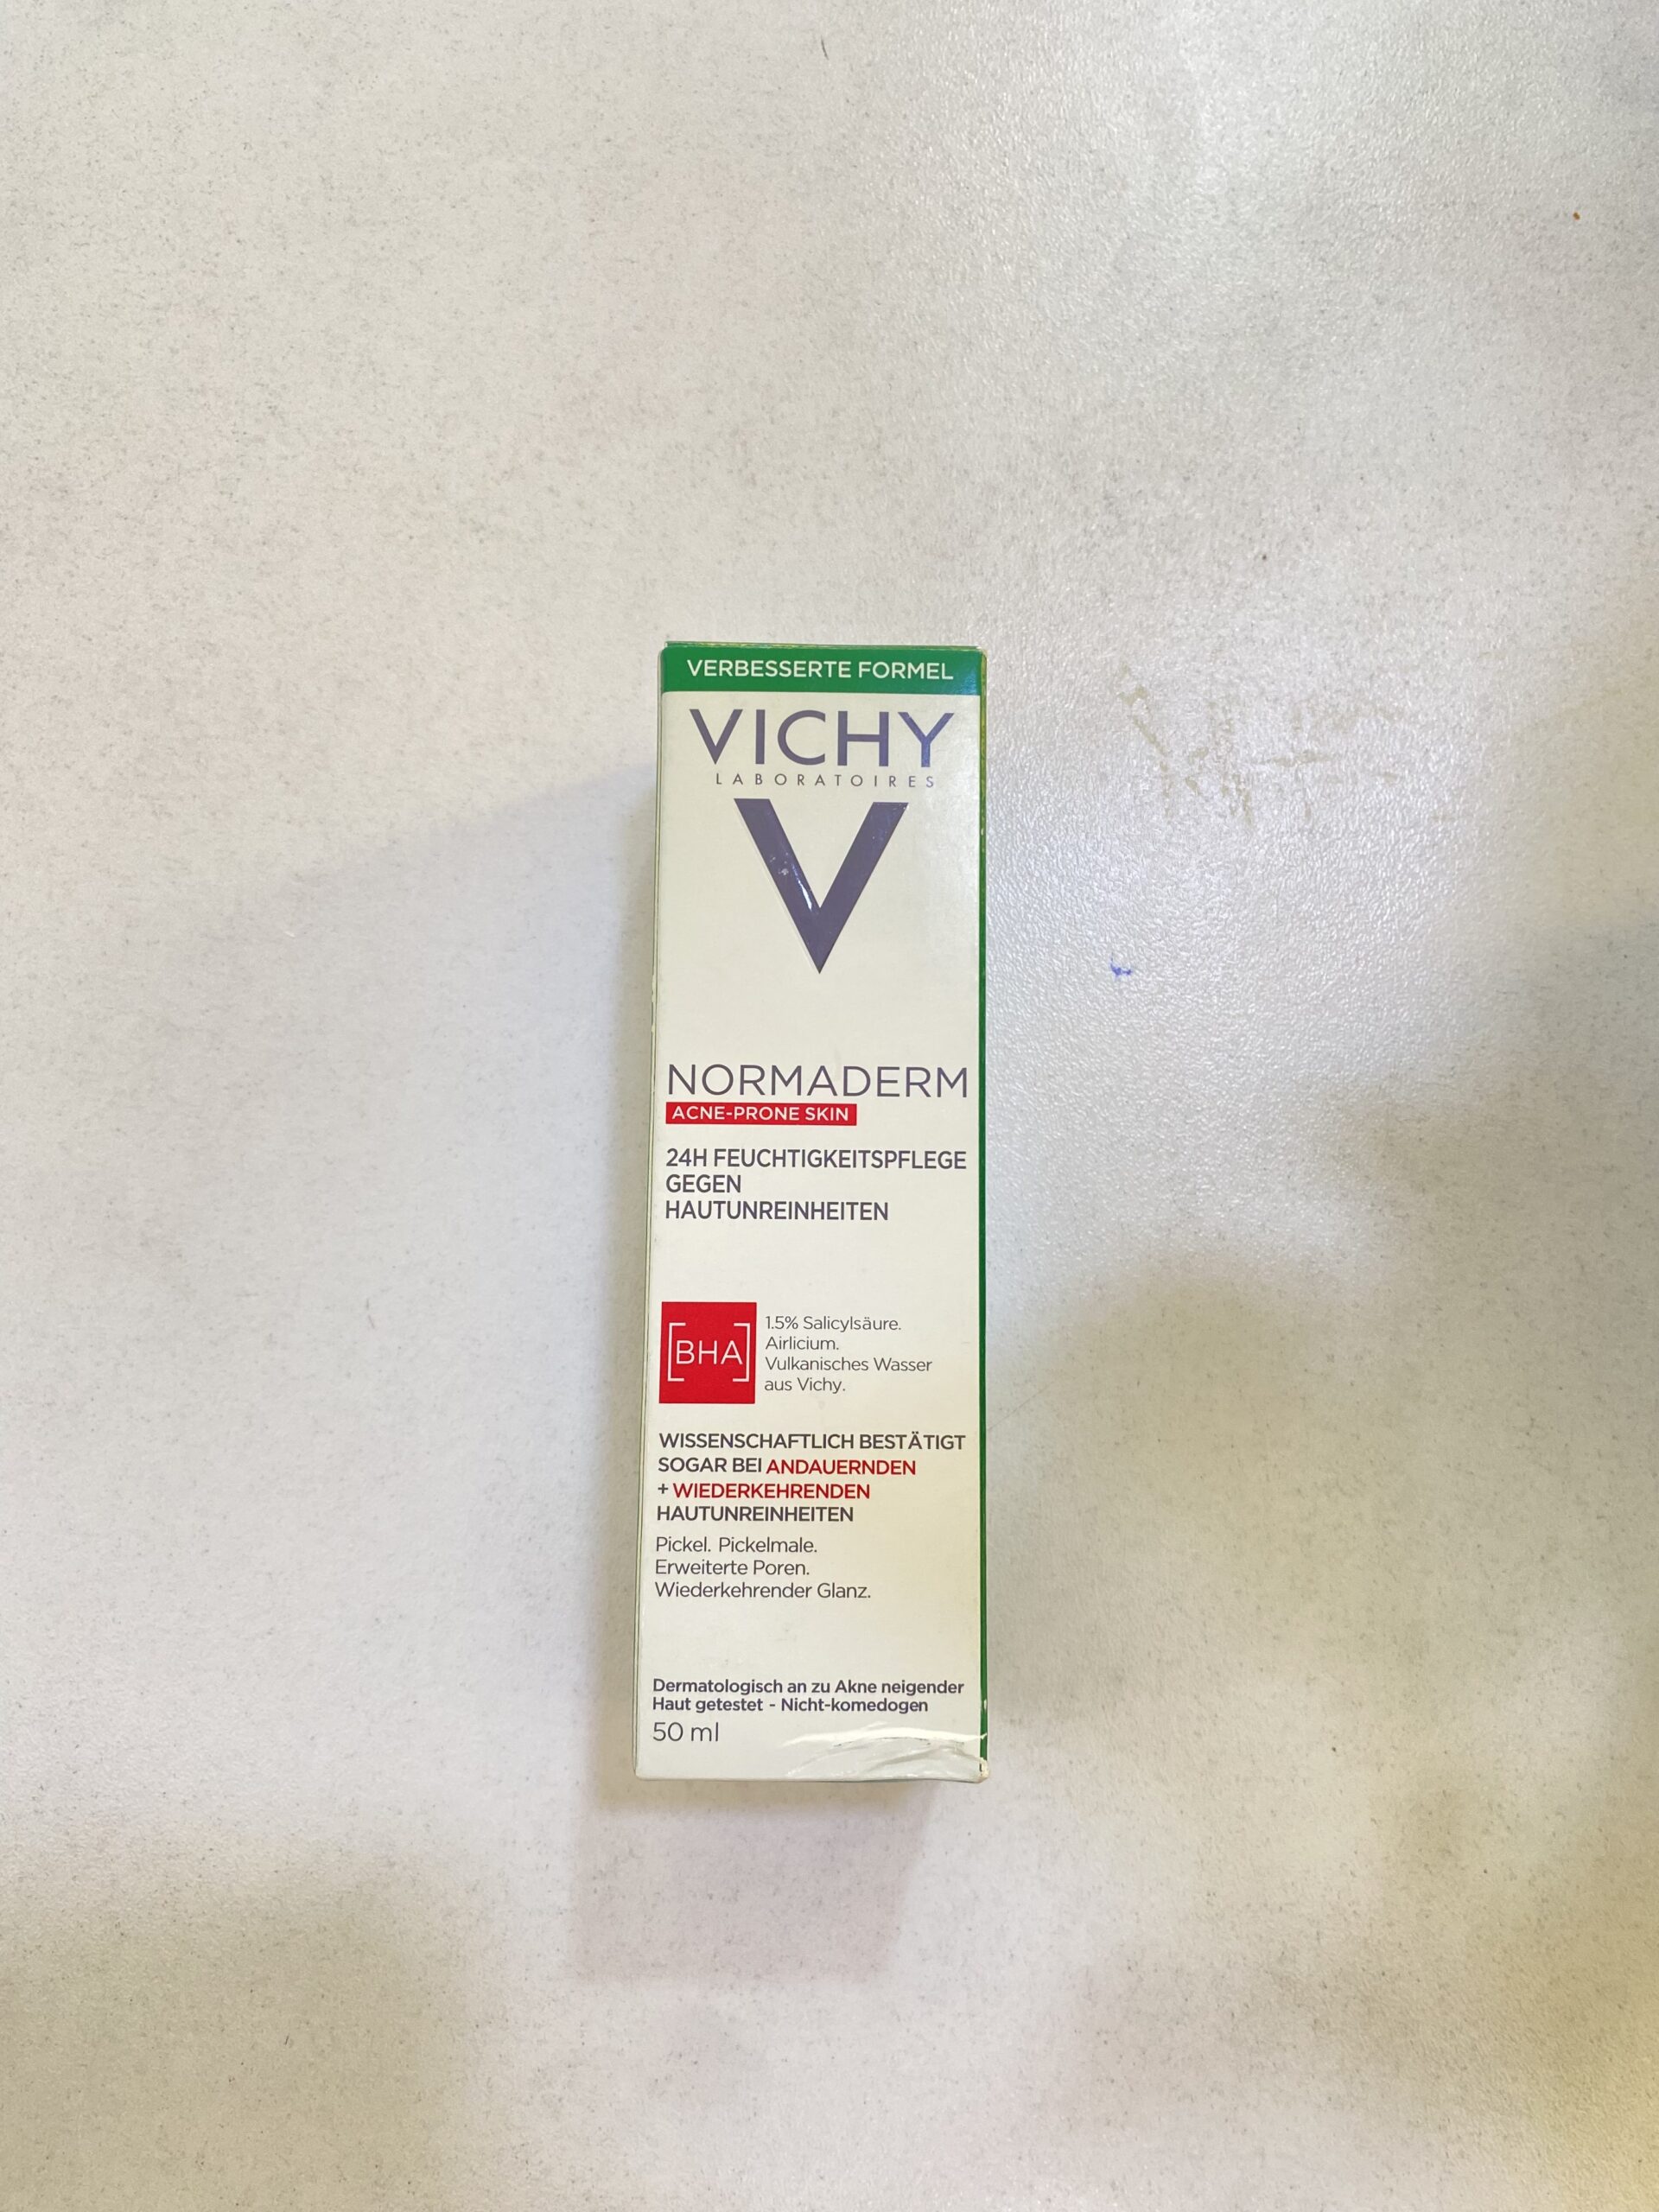 VERBESSERTE FORMEL
VICHY
LABORATOIRES
V
NORMADERM
ACNE-PRONE SKIN
24H FEUCHTIGKEITSPFLEGE
GEGEN
HAUTUNREINHEITEN
BHA
1.5% Salicylsäure.
Airlicium.
Vulkanisches Wasser
aus Vichy.
WISSENSCHAFTLICH BESTÄTIGT
SOGAR BEI ANDAUERNDEN
+ WIEDERKEHRENDEN
HAUTUNREINHEITEN
Pickel. Pickelmale.
Erweiterte Poren.
Wiederkehrender Glanz.
Dermatologisch an zu Akne neigender
Haut getestet - Nicht-komedogen
50 ml